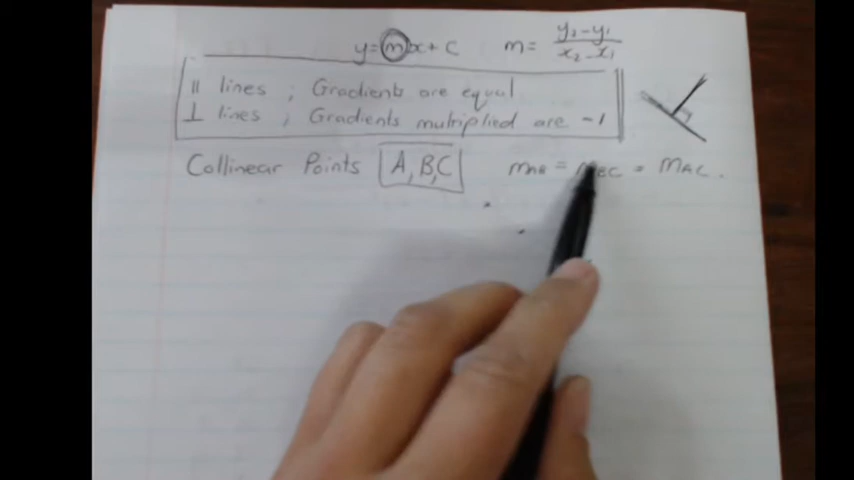 y = mx + c m = y₂-y₁ / x₂-x₁
|| lines ; Gradients are equal
⊥ lines ; Gradients multiplied are -1
Collinear Points A, B, C mAB = mBC = mAC.